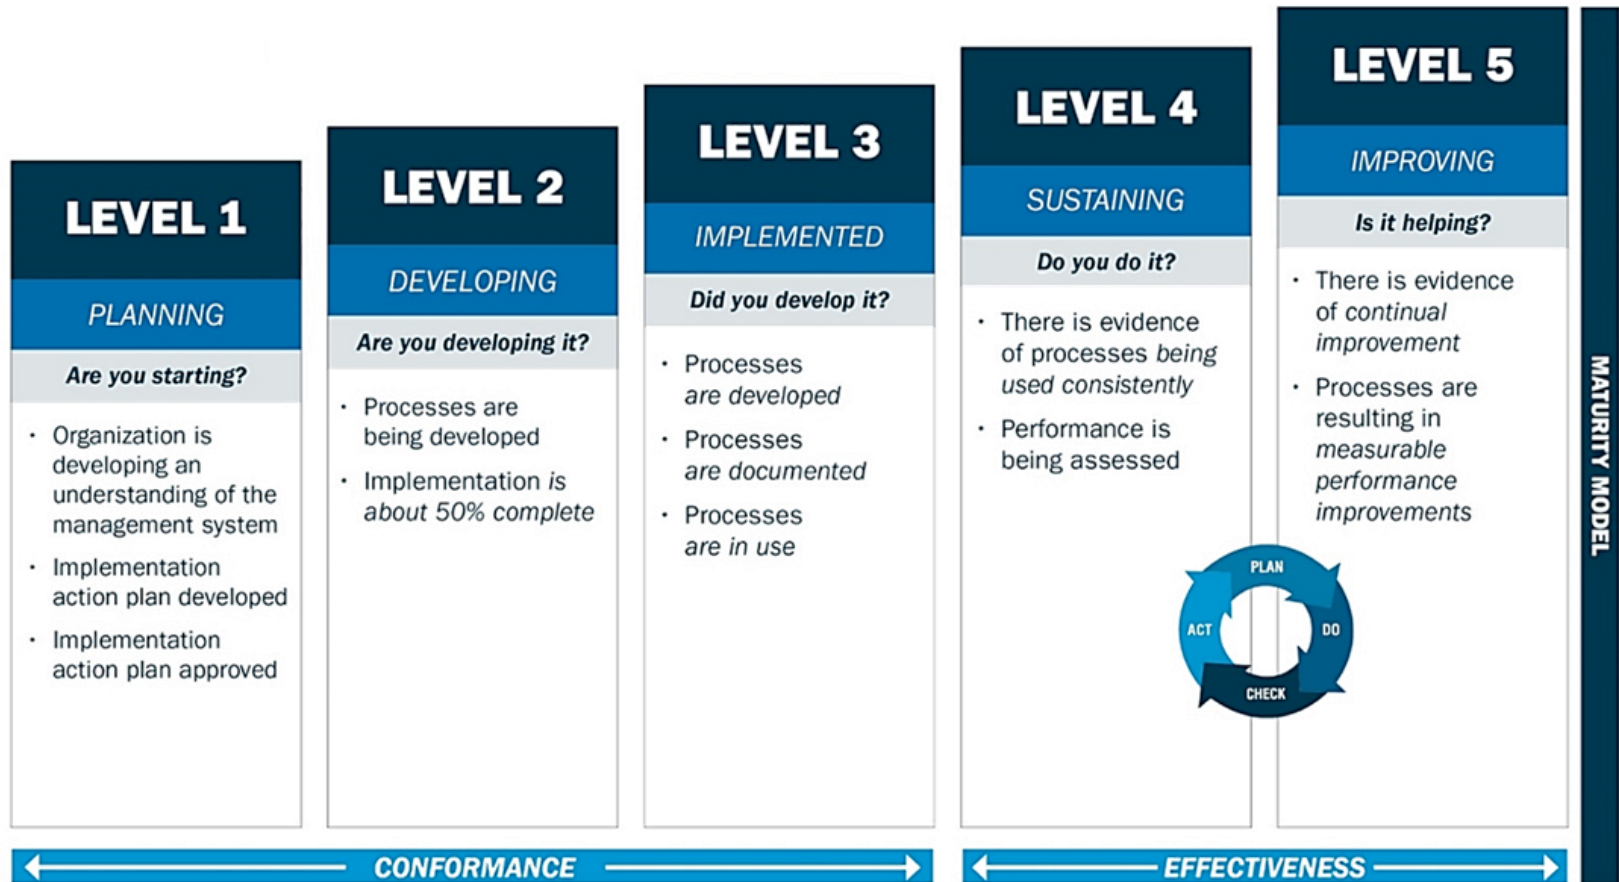 LEVEL 1
PLANNING
Are you starting?
• Organization is
developing an
understanding of the
management system
• Implementation
action plan developed
• Implementation
action plan approved
LEVEL 2
DEVELOPING
Are you developing it?
• Processes are
being developed
• Implementation is
about 50% complete
LEVEL 3
IMPLEMENTED
Did you develop it?
• Processes
are developed
• Processes
are documented
• Processes
are in use
LEVEL 4
SUSTAINING
Do you do it?
• There is evidence
of processes being
used consistently
• Performance is
being assessed
LEVEL 5
IMPROVING
Is it helping?
• There is evidence
of continual
improvement
• Processes are
resulting in
measurable
performance
improvements
PLAN
DO
CHECK
ACT
MATURITY MODEL
CONFORMANCE
EFFECTIVENESS